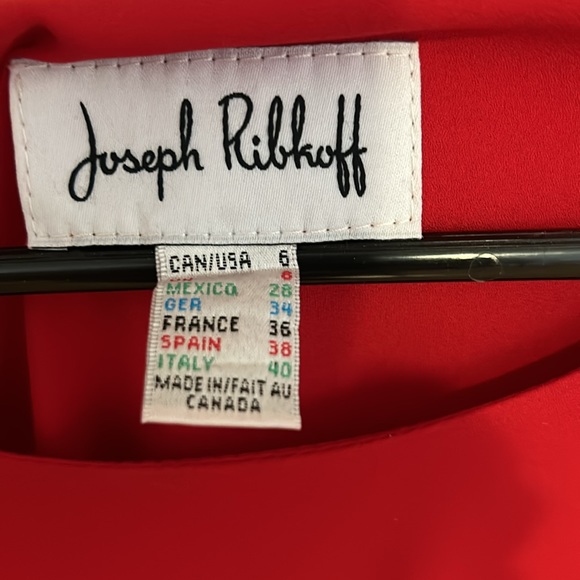 Joseph Ribkoff
CAN/USA 6
MEXICO 28
GER 34
FRANCE 36
SPAIN 38
ITALY 40
MADE IN/FAIT AU
CANADA